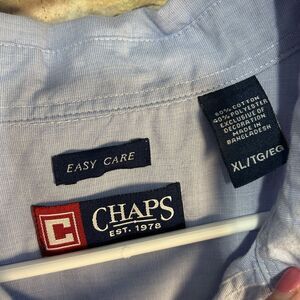 60% COTTON
40% POLYESTER
EXCLUSIVE OF
DECORATION
MADE IN
BANGLADESH
XL/TG/EG
EASY CARE
C
CHAPS
EST. 1978